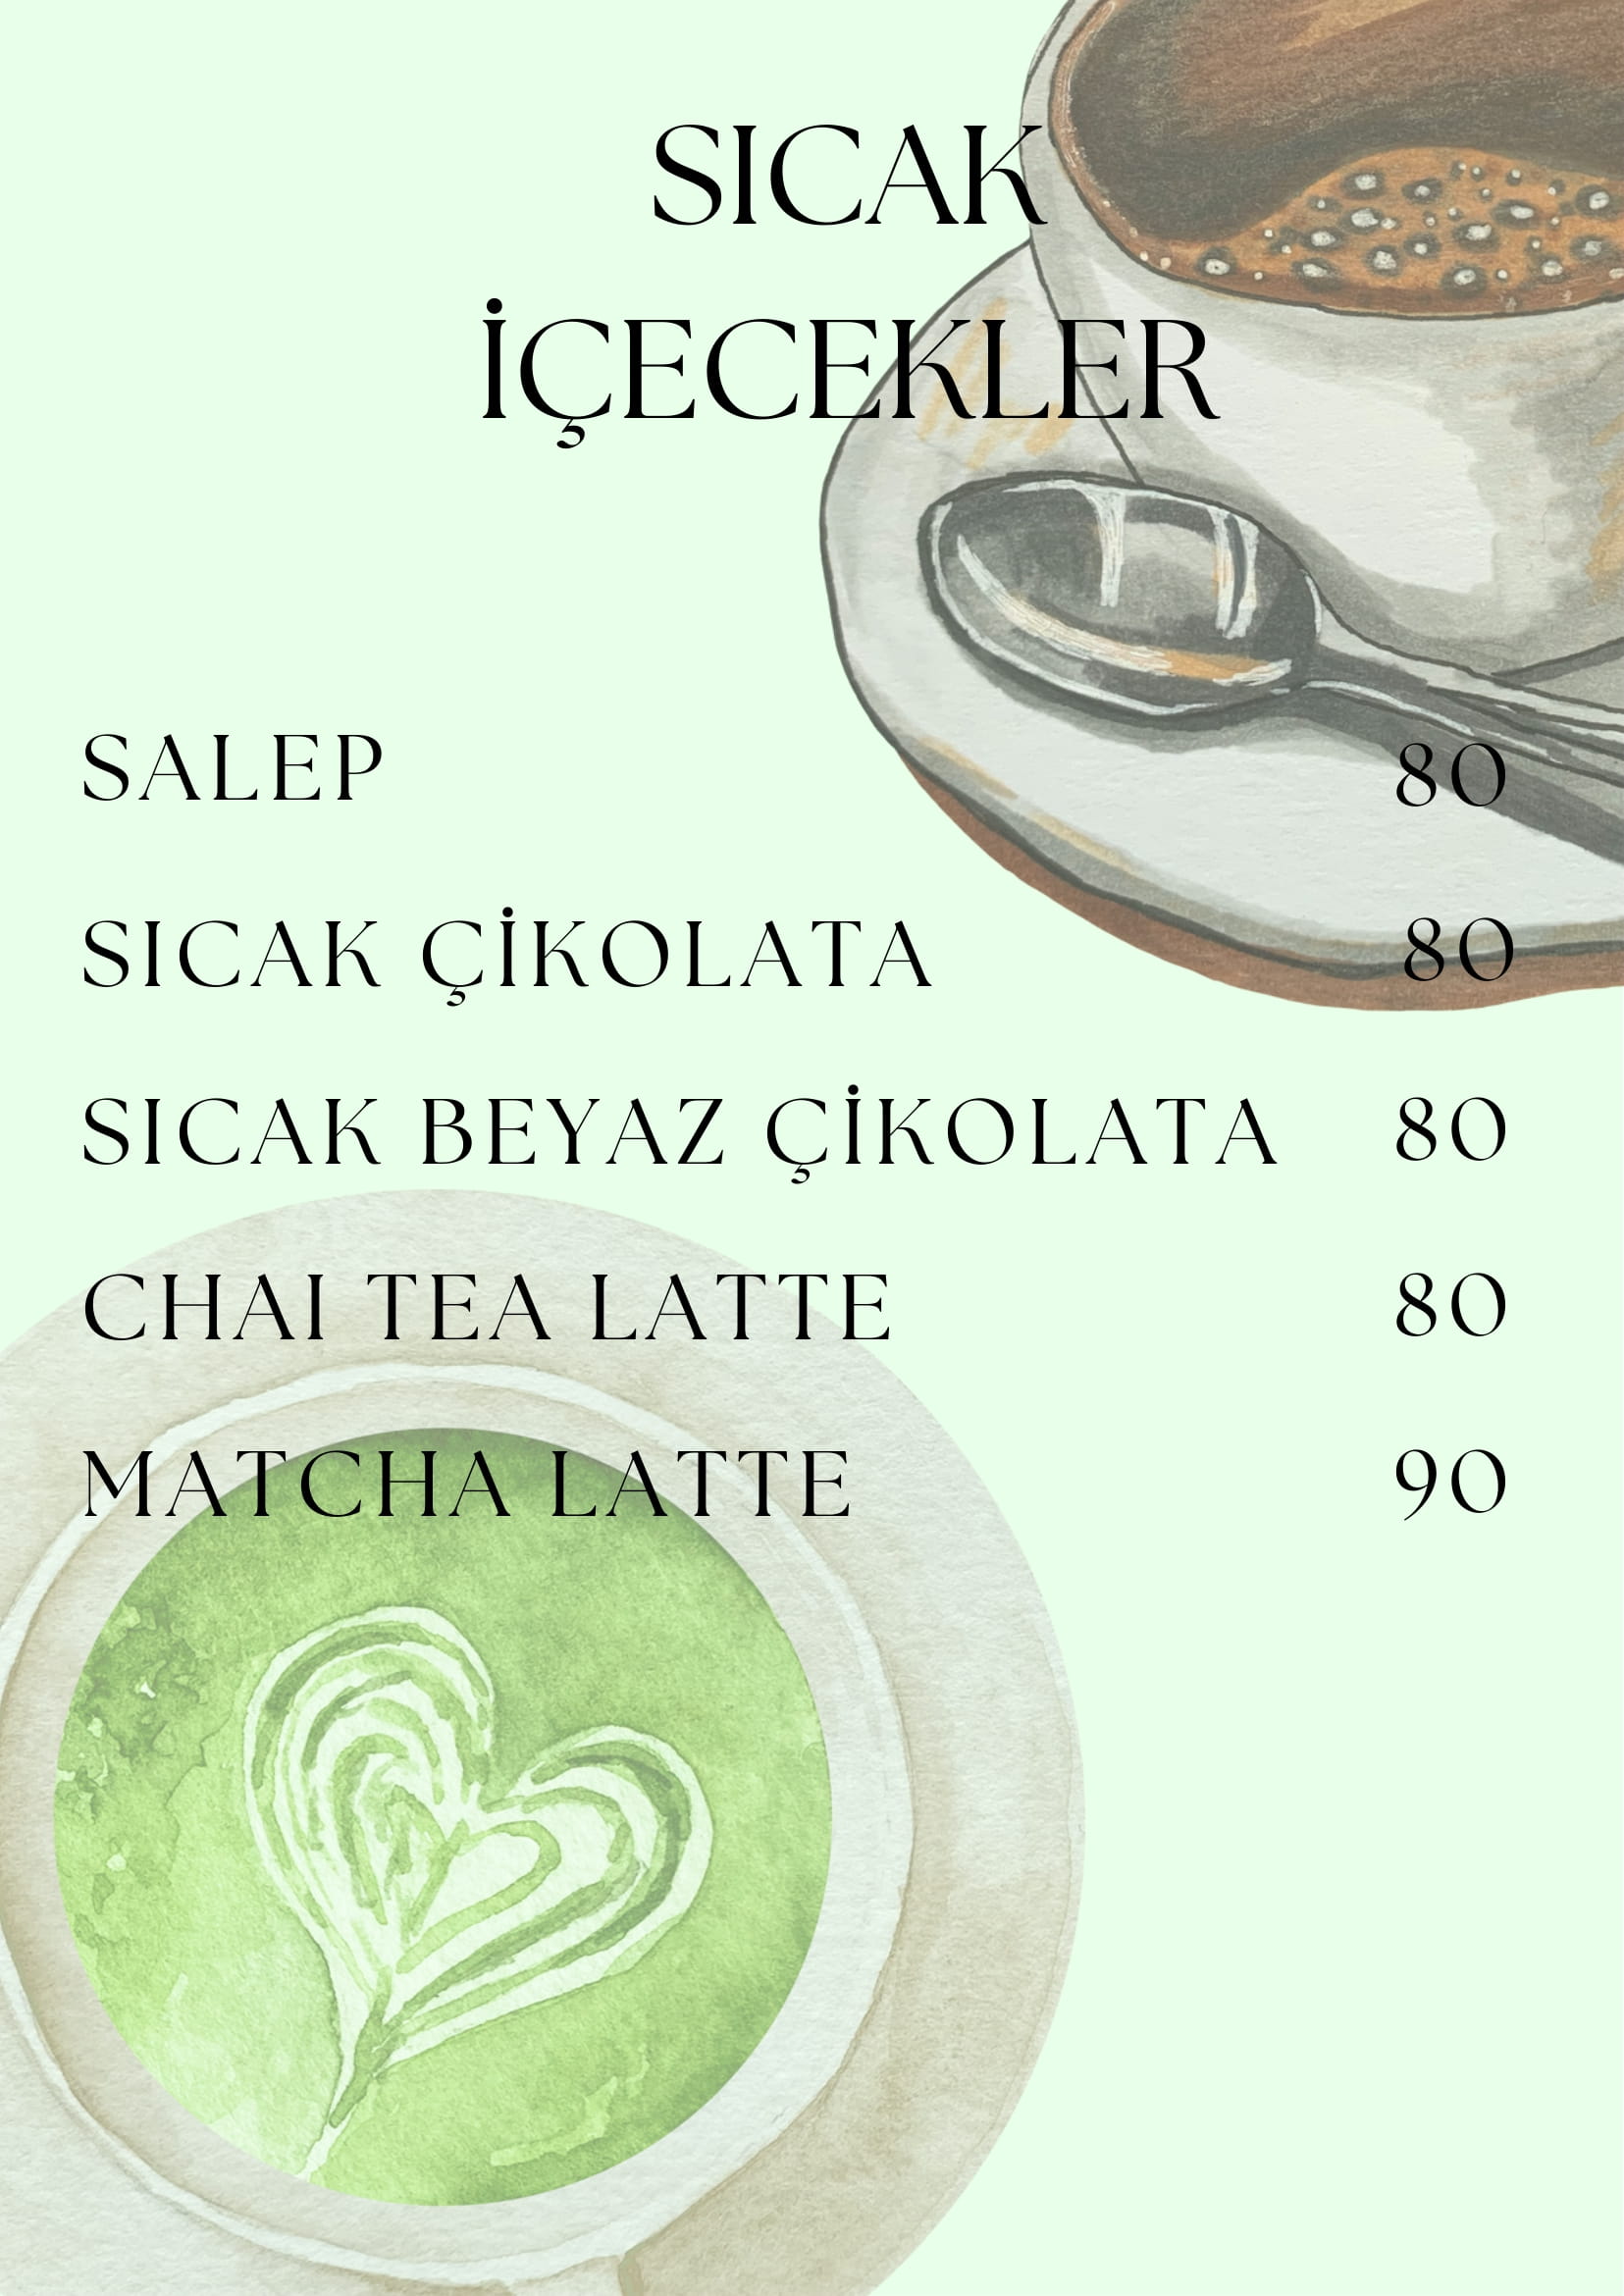 SICAK
İÇECEKLER
SALEP 80
SICAK ÇİKOLATA 80
SICAK BEYAZ ÇİKOLATA 80
CHAI TEA LATTE 80
MATCHA LATTE 90